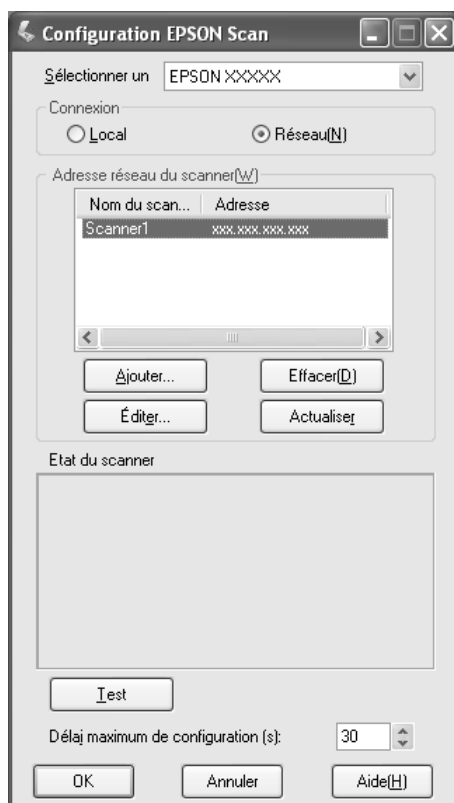 Configuration EPSON Scan
Sélectionner un EPSON XXXXX
Connexion
Local Réseau(N)
Adresse réseau du scanner(W)
Nom du scan... Adresse
Scanner1 xxx.xxx.xxx.xxx
Ajouter... Effacer(D)
Éditer... Actualiser
Etat du scanner
Test
Délai maximum de configuration (s): 30
OK Annuler Aide(H)